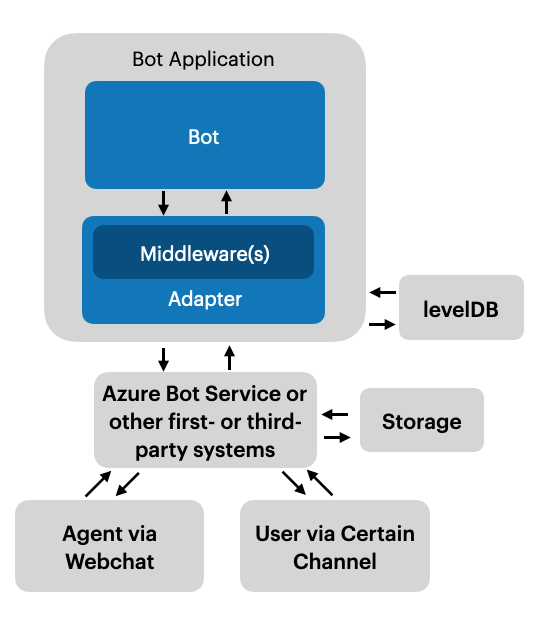 Bot Application
Bot
Middleware(s)
Adapter
levelDB
Azure Bot Service or
other first- or third-
party systems
Storage
Agent via
Webchat
User via Certain
Channel